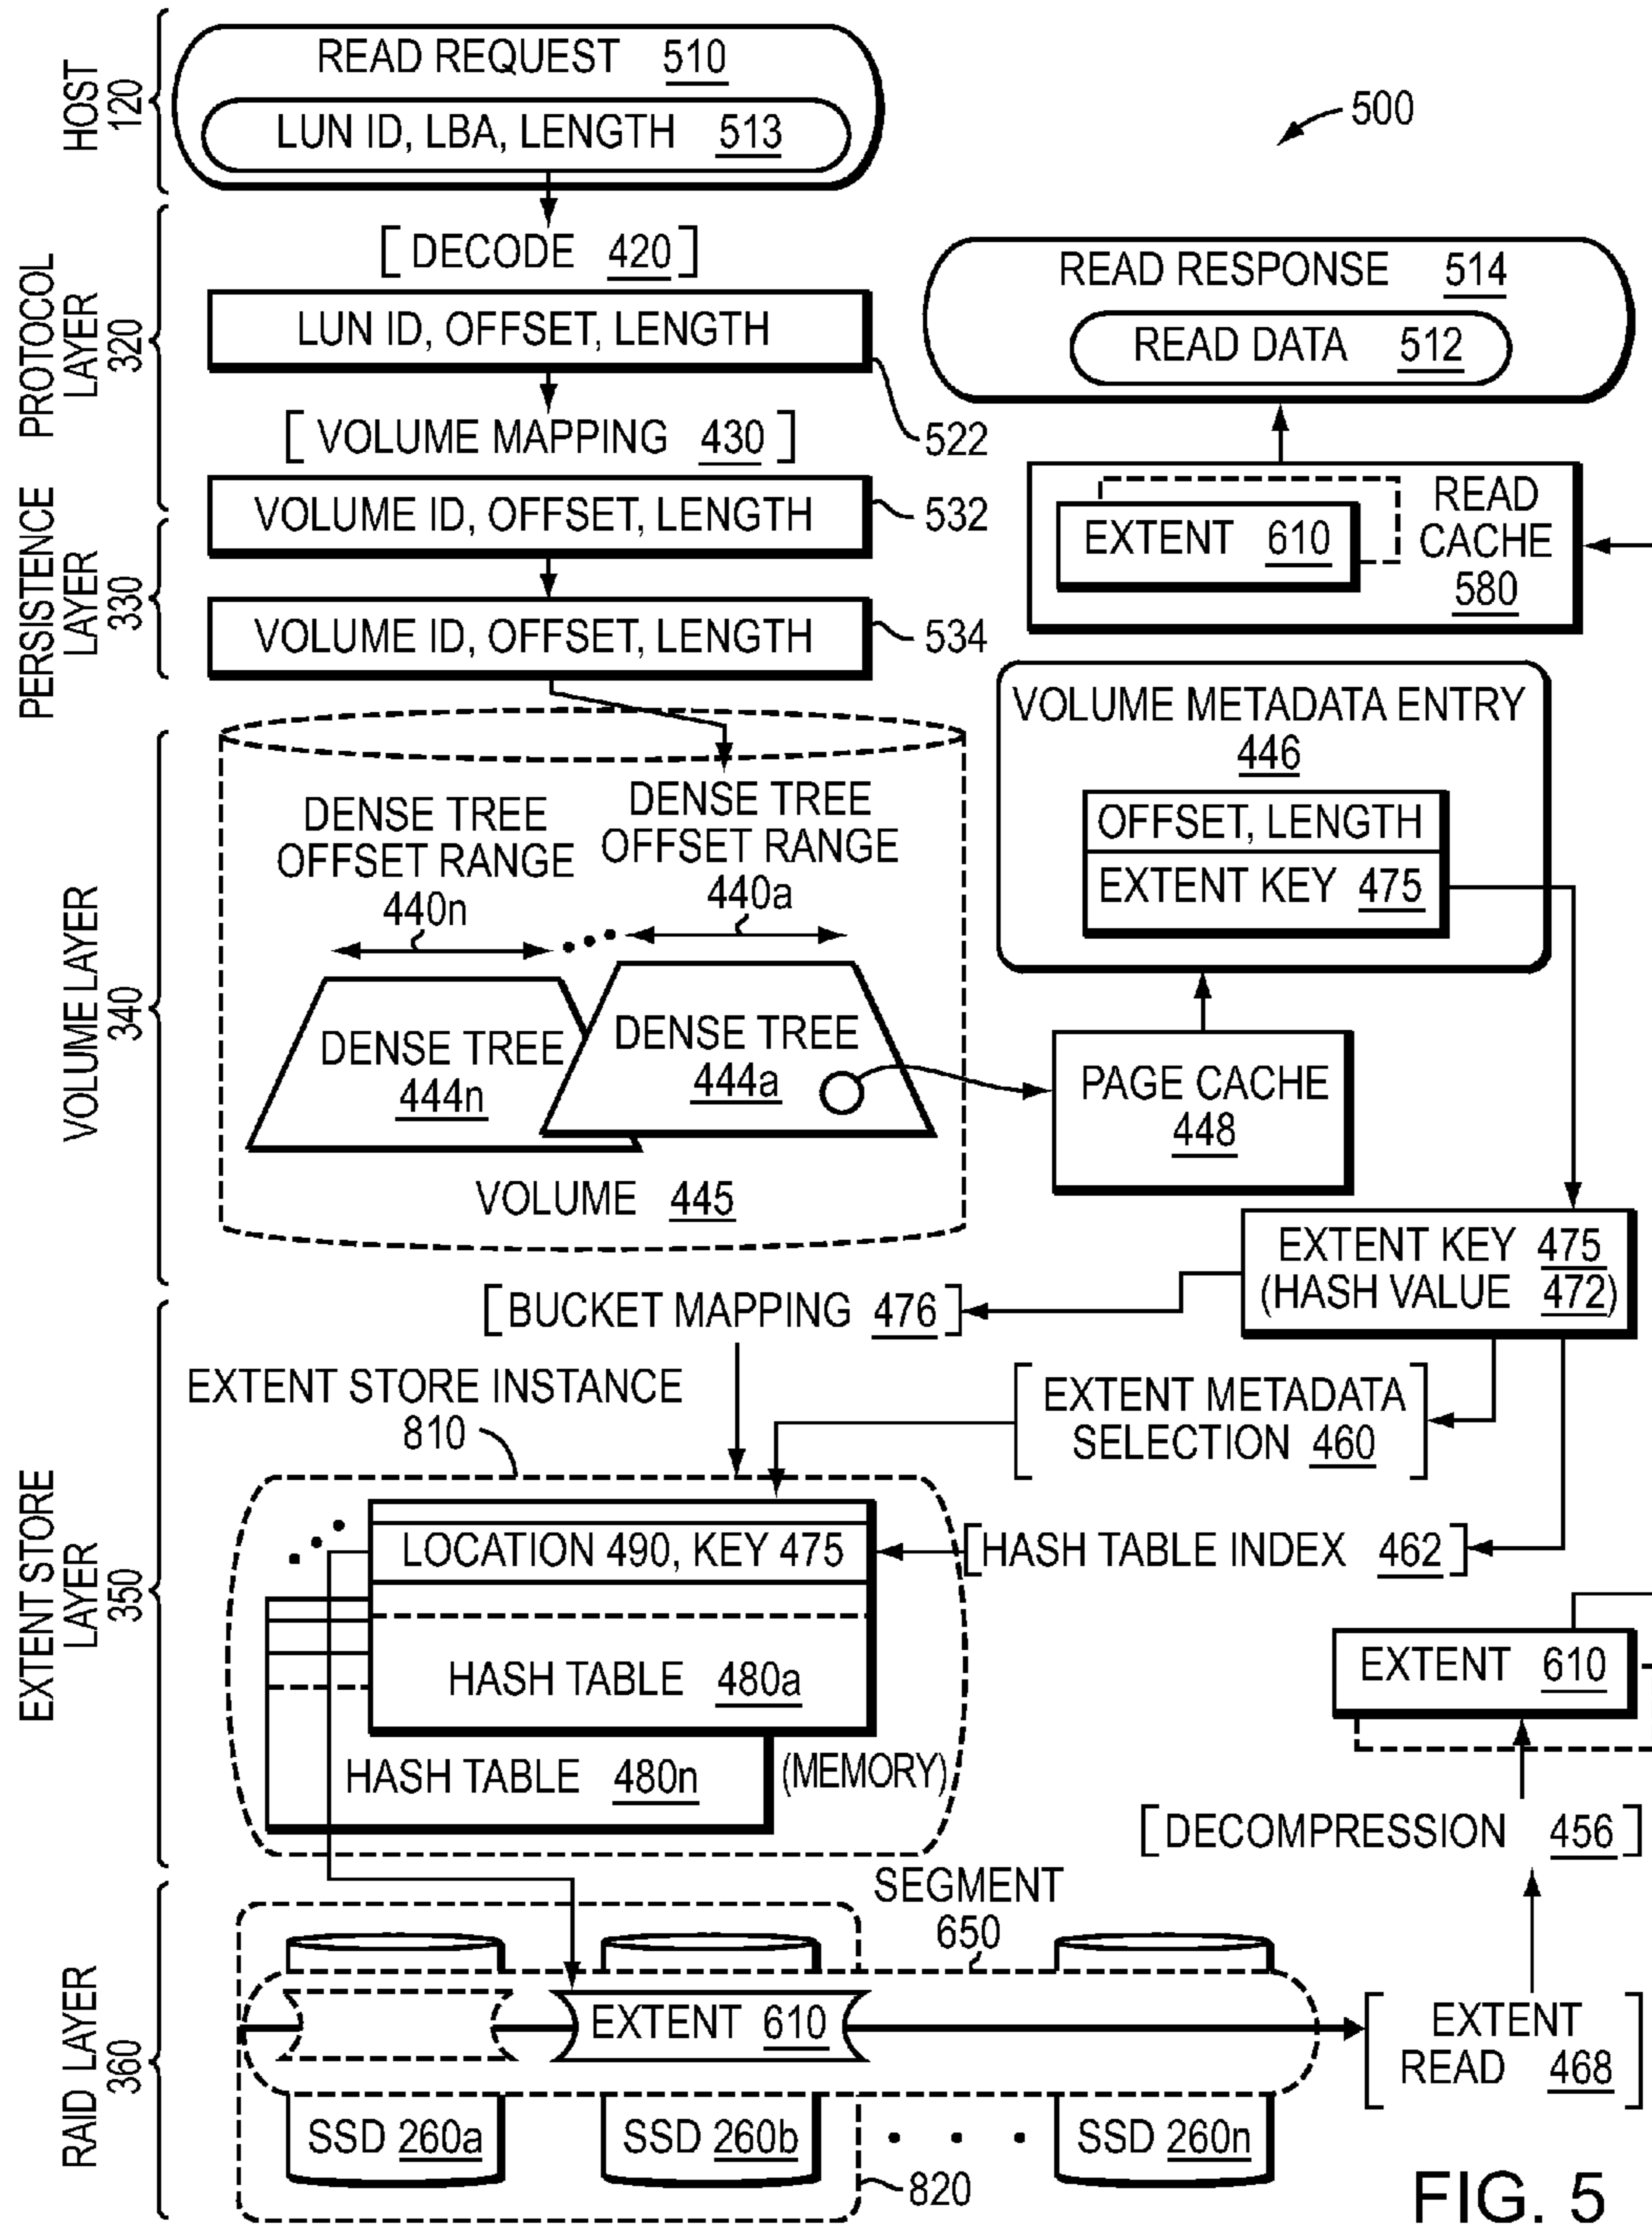 HOST
120
READ REQUEST 510
LUN ID, LBA, LENGTH 513
500
PROTOCOL
LAYER
320
[ DECODE 420 ]
LUN ID, OFFSET, LENGTH
522
[ VOLUME MAPPING 430 ]
VOLUME ID, OFFSET, LENGTH
532
READ RESPONSE 514
READ DATA 512
EXTENT 610
READ
CACHE
580
PERSISTENCE
LAYER
330
VOLUME ID, OFFSET, LENGTH
534
VOLUME LAYER
340
DENSE TREE
OFFSET RANGE
440n
DENSE TREE
OFFSET RANGE
440a
DENSE TREE
444n
DENSE TREE
444a
VOLUME 445
VOLUME METADATA ENTRY
446
OFFSET, LENGTH
EXTENT KEY 475
PAGE CACHE
448
EXTENT KEY 475
(HASH VALUE 472)
EXTENT STORE
LAYER
350
[BUCKET MAPPING 476]
EXTENT STORE INSTANCE
810
EXTENT METADATA
SELECTION 460
LOCATION 490, KEY 475
[HASH TABLE INDEX 462]
HASH TABLE 480a
HASH TABLE 480n
(MEMORY)
EXTENT 610
[DECOMPRESSION 456]
RAID LAYER
360
SEGMENT
650
EXTENT 610
EXTENT
READ 468
SSD 260a
SSD 260b
. . .
SSD 260n
820
FIG. 5